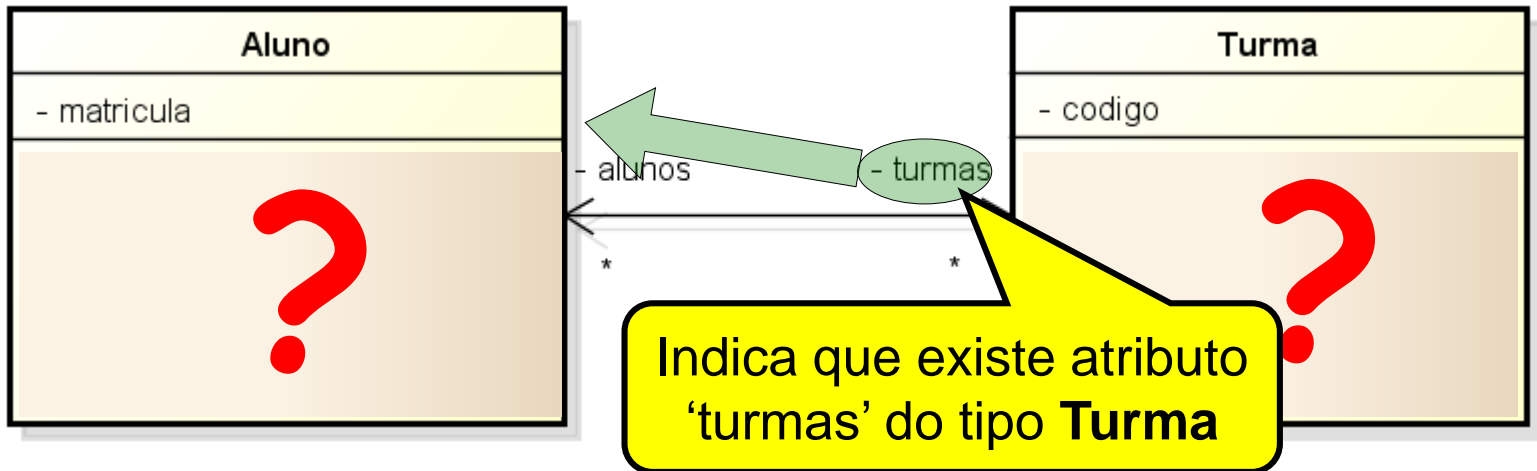 Aluno
- matricula
?
- alunos
- turmas
*
*
Turma
- codigo
?
Indica que existe atributo
‘turmas’ do tipo Turma